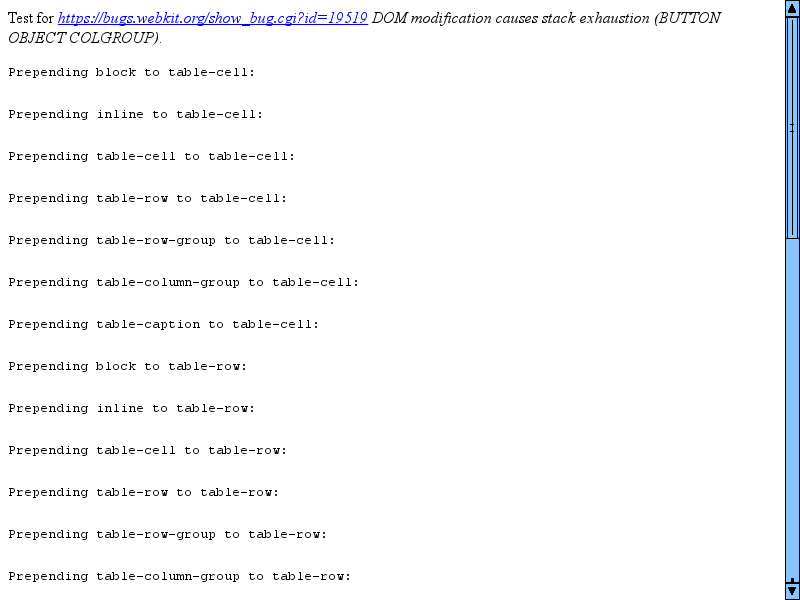 Test for https://bugs.webkit.org/show_bug.cgi?id=19519 DOM modification causes stack exhaustion (BUTTON
OBJECT COLGROUP).
Prepending block to table-cell:
Prepending inline to table-cell:
Prepending table-cell to table-cell:
Prepending table-row to table-cell:
Prepending table-row-group to table-cell:
Prepending table-column-group to table-cell:
Prepending table-caption to table-cell:
Prepending block to table-row:
Prepending inline to table-row:
Prepending table-cell to table-row:
Prepending table-row to table-row:
Prepending table-row-group to table-row:
Prepending table-column-group to table-row: